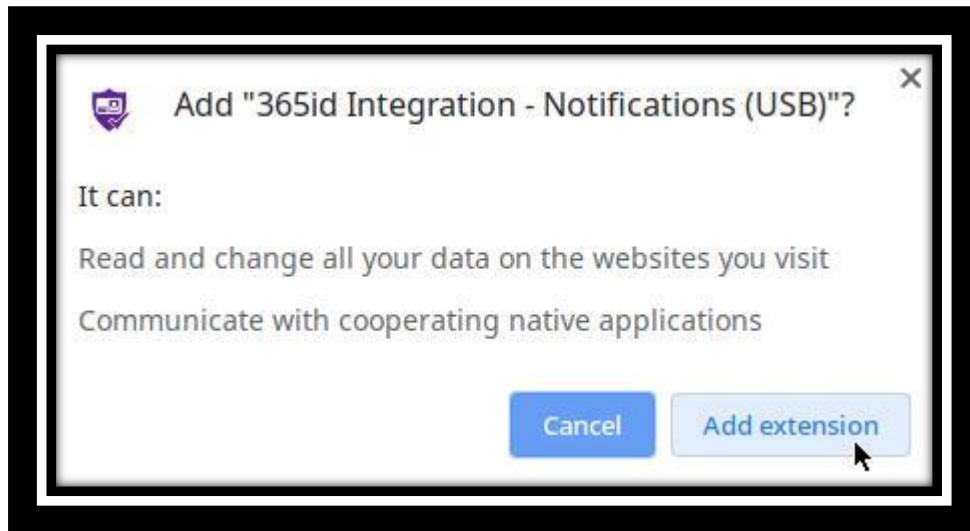 Add "365id Integration - Notifications (USB)"?
It can:
Read and change all your data on the websites you visit
Communicate with cooperating native applications
Cancel
Add extension